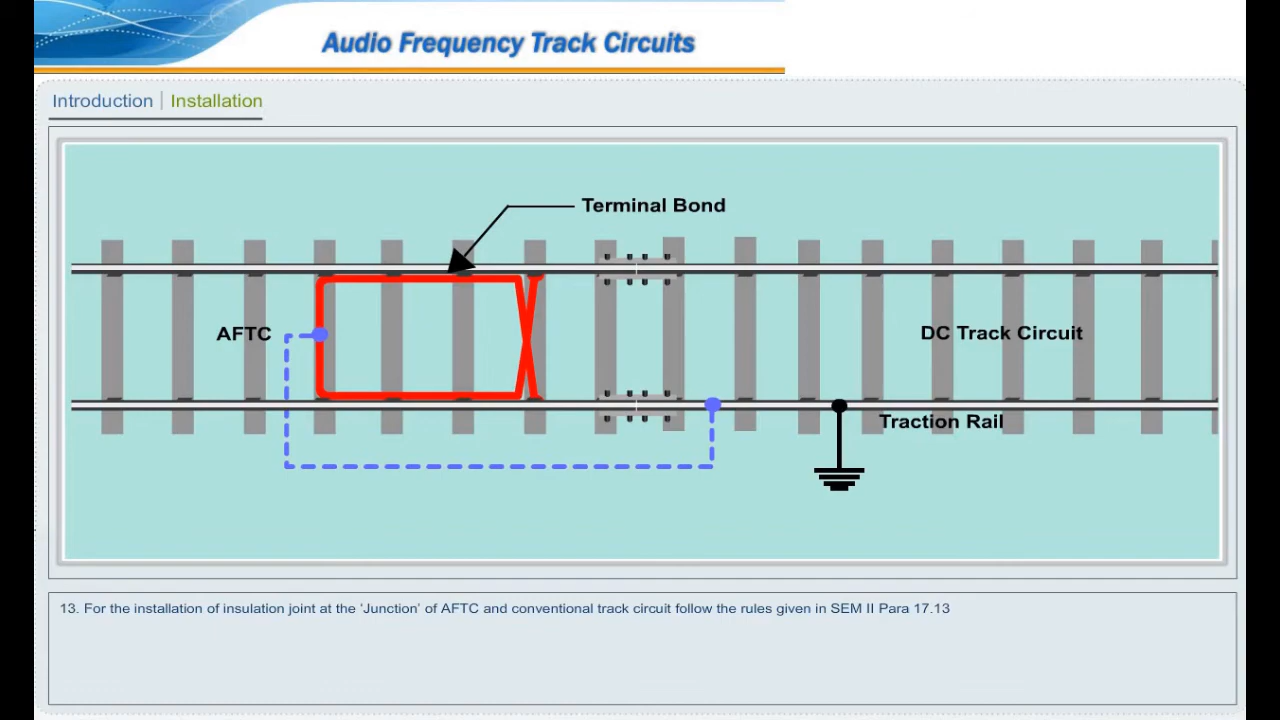 Audio Frequency Track Circuits
Introduction | Installation
Terminal Bond
AFTC
DC Track Circuit
Traction Rail
13. For the installation of insulation joint at the ‘Junction’ of AFTC and conventional track circuit follow the rules given in SEM II Para 17.13